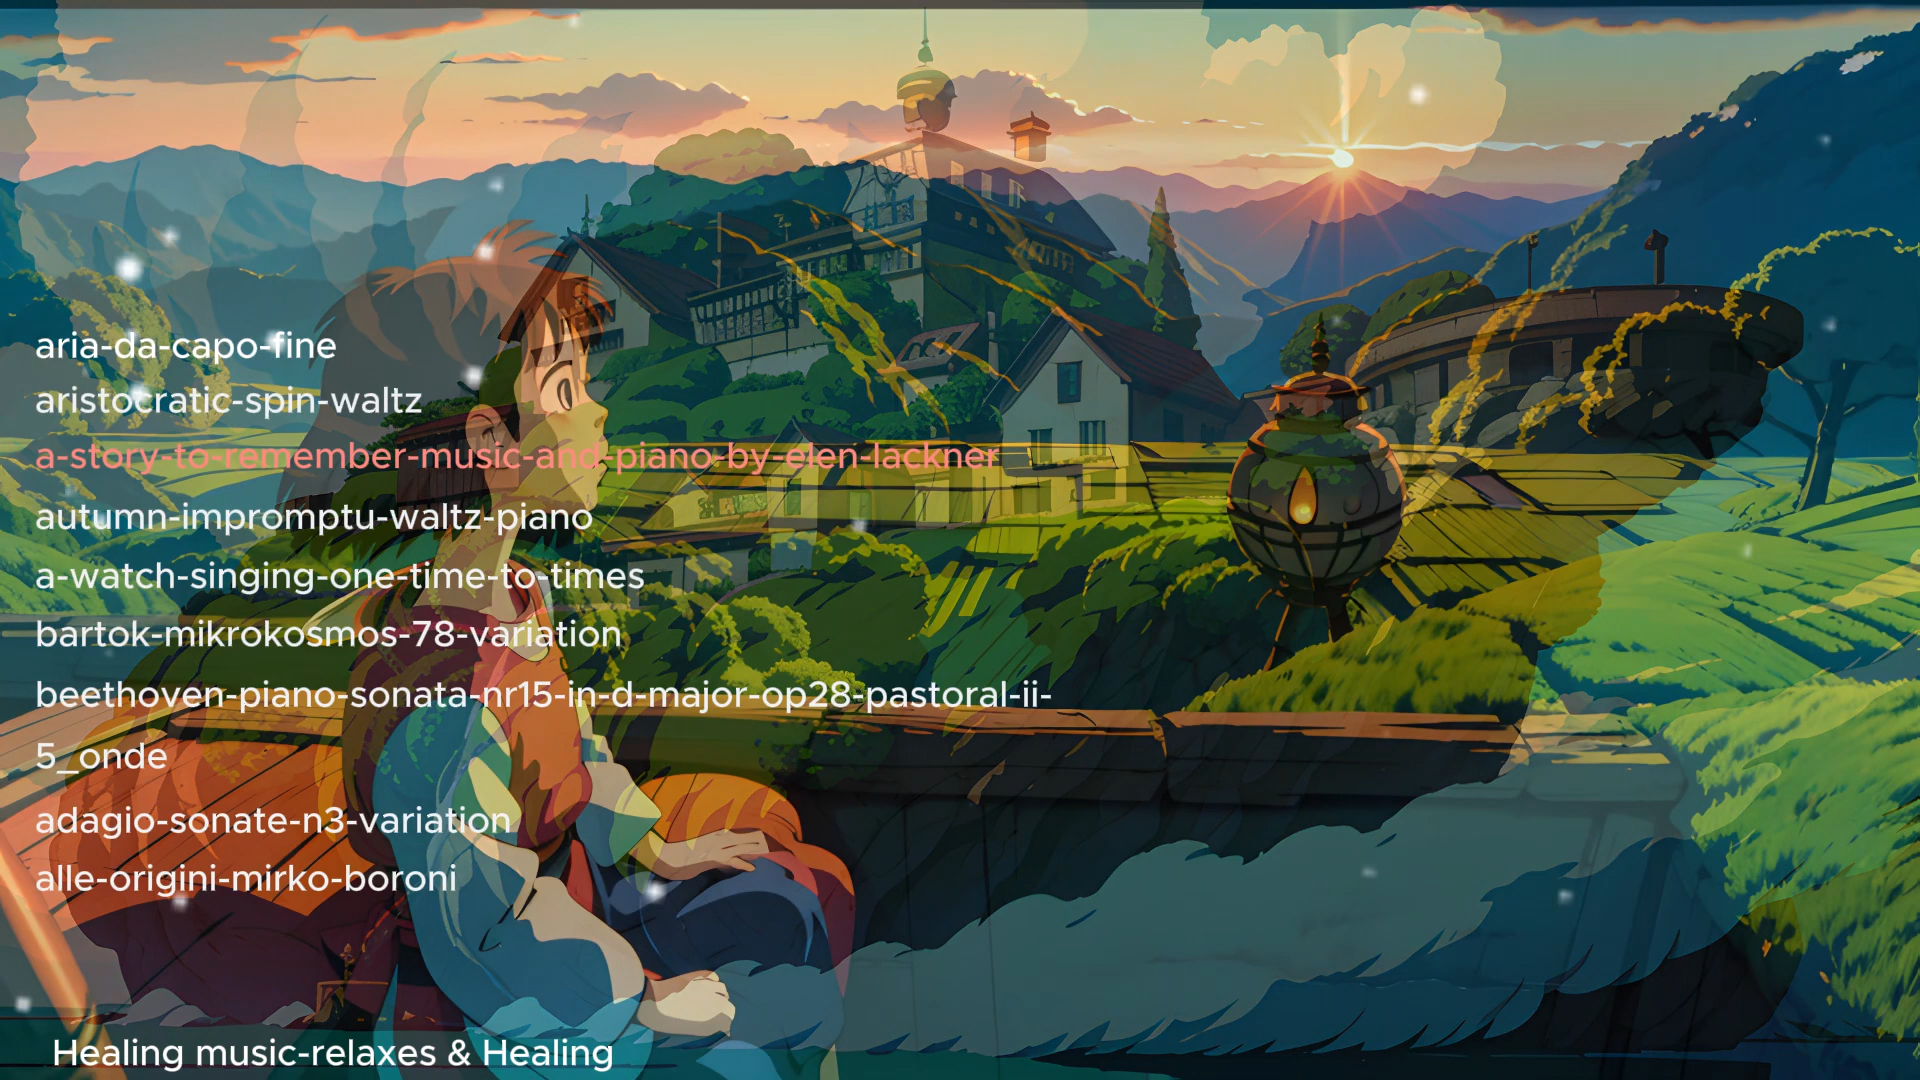 aria-da-capo-fine
aristocratic-spin-waltz
a-story-to-remember-music-and-piano-by-elen-lackner
autumn-impromptu-waltz-piano
a-watch-singing-one-time-to-times
bartok-mikrokosmos-78-variation
beethoven-piano-sonata-nr15-in-d-major-op28-pastoral-ii-
5_onde
adagio-sonate-n3-variation
alle-origini-mirko-boroni
Healing music-relaxes & Healing